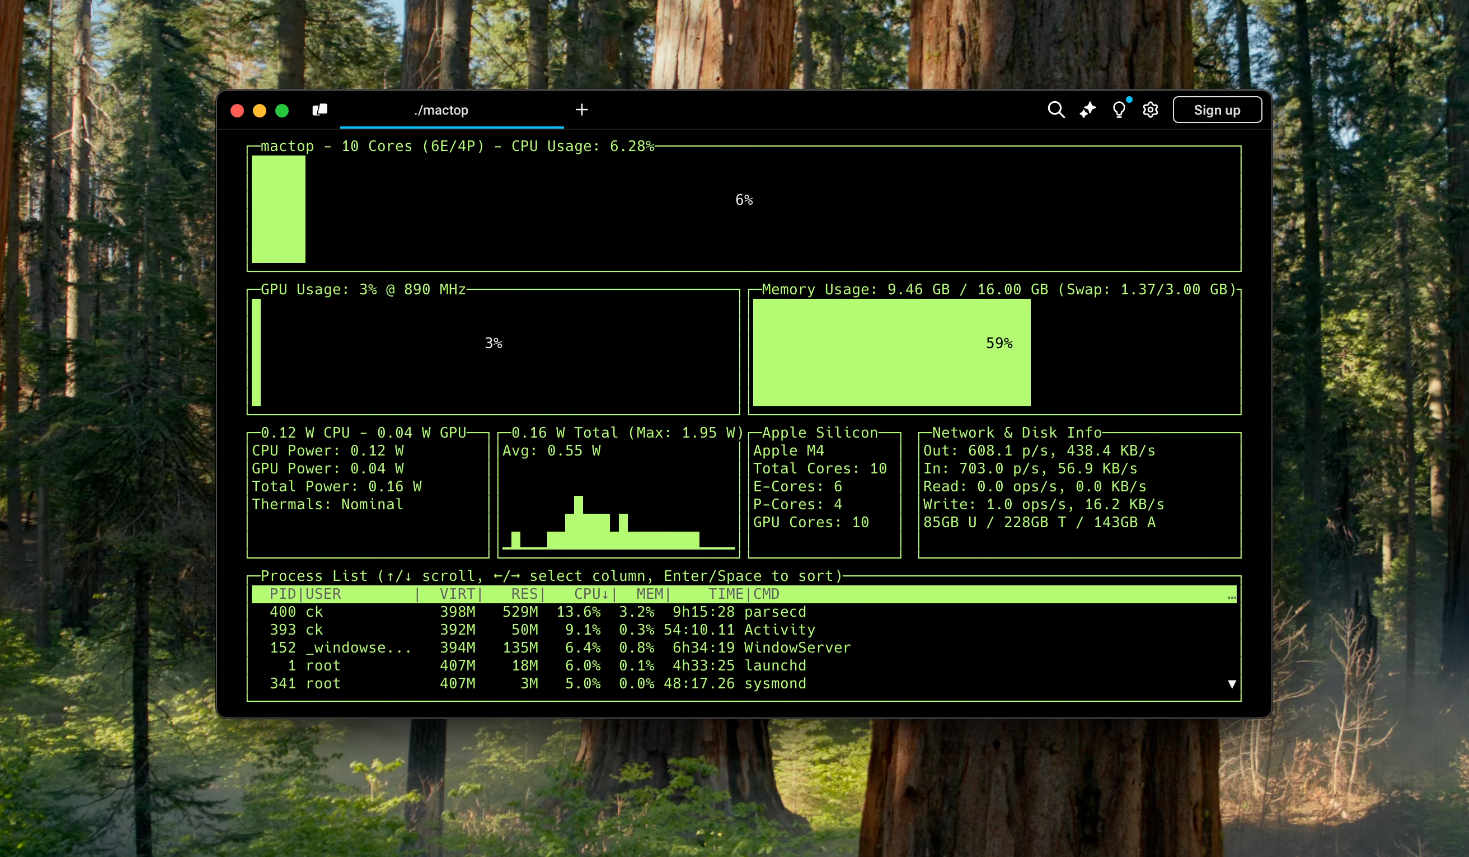 ./mactop
+
Sign up
mactop - 10 Cores (6E/4P) - CPU Usage: 6.28%
6%
GPU Usage: 3% @ 890 MHz
3%
Memory Usage: 9.46 GB / 16.00 GB (Swap: 1.37/3.00 GB)
59%
0.12 W CPU - 0.04 W GPU
CPU Power: 0.12 W
GPU Power: 0.04 W
Total Power: 0.16 W
Thermals: Nominal
0.16 W Total (Max: 1.95 W)
Avg: 0.55 W
Apple Silicon
Apple M4
Total Cores: 10
E-Cores: 6
P-Cores: 4
GPU Cores: 10
Network & Disk Info
Out: 608.1 p/s, 438.4 KB/s
In: 703.0 p/s, 56.9 KB/s
Read: 0.0 ops/s, 0.0 KB/s
Write: 1.0 ops/s, 16.2 KB/s
85GB U / 228GB T / 143GB A
Process List (↑/↓ scroll, ←/→ select column, Enter/Space to sort)
PID|USER | VIRT| RES| CPU↓| MEM| TIME|CMD …
400 ck 398M 529M 13.6% 3.2% 9h15:28 parsecd
393 ck 392M 50M 9.1% 0.3% 54:10.11 Activity
152 _windowse... 394M 135M 6.4% 0.8% 6h34:19 WindowServer
1 root 407M 18M 6.0% 0.1% 4h33:25 launchd
341 root 407M 3M 5.0% 0.0% 48:17.26 sysmond ▼